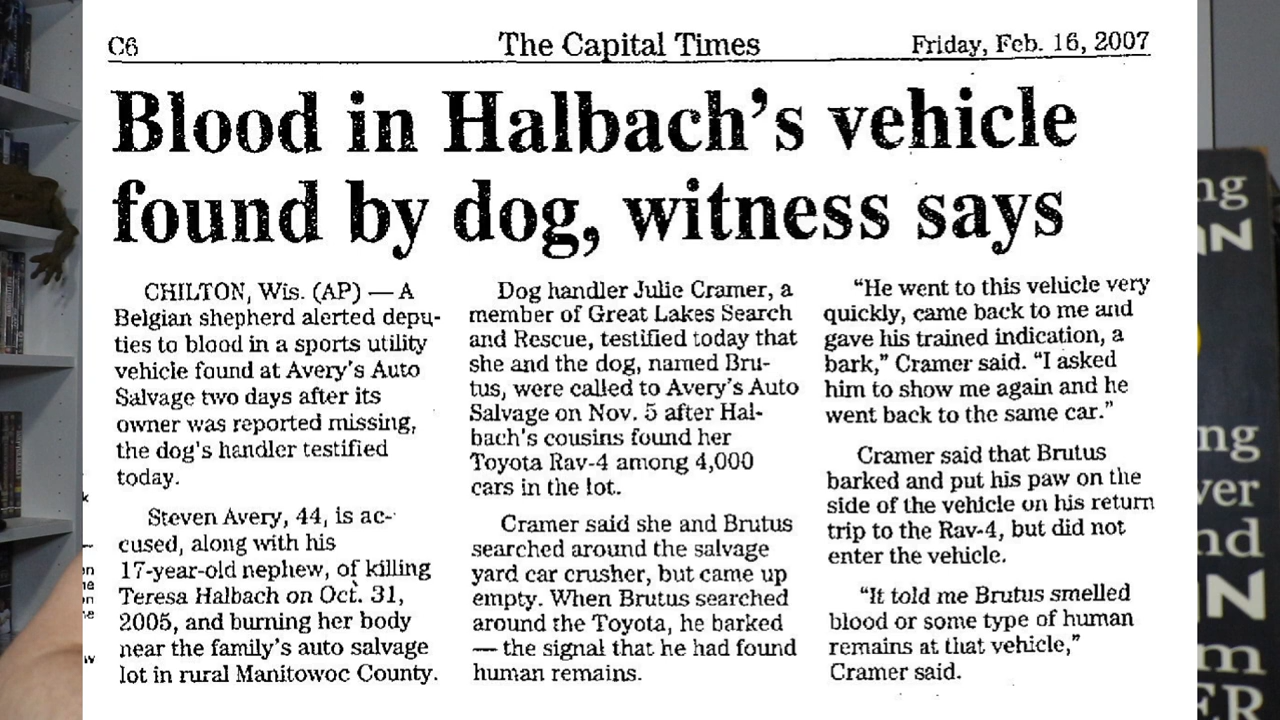 C6
The Capital Times
Friday, Feb. 16, 2007
Blood in Halbach's vehicle
found by dog, witness says
CHILTON, Wis. (AP) — A
Belgian shepherd alerted depu-
ties to blood in a sports utility
vehicle found at Avery's Auto
Salvage two days after its
owner was reported missing,
the dog's handler testified
today.
Steven Avery, 44, is ac-
cused, along with his
17-year-old nephew, of killing
Teresa Halbach on Oct. 31,
2005, and burning her body
near the family's auto salvage
lot in rural Manitowoc County.
Dog handler Julie Cramer, a
member of Great Lakes Search
and Rescue, testified today that
she and the dog, named Bru-
tus, were called to Avery's Auto
Salvage on Nov. 5 after Hal-
bach's cousins found her
Toyota Rav-4 among 4,000
cars in the lot.
Cramer said she and Brutus
searched around the salvage
yard car crusher, but came up
empty. When Brutus searched
around the Toyota, he barked
— the signal that he had found
human remains.
"He went to this vehicle very
quickly, came back to me and
gave his trained indication, a
bark," Cramer said. "I asked
him to show me again and he
went back to the same car."
Cramer said that Brutus
barked and put his paw on the
side of the vehicle on his return
trip to the Rav-4, but did not
enter the vehicle.
"It told me Brutus smelled
blood or some type of human
remains at that vehicle,"
Cramer said.